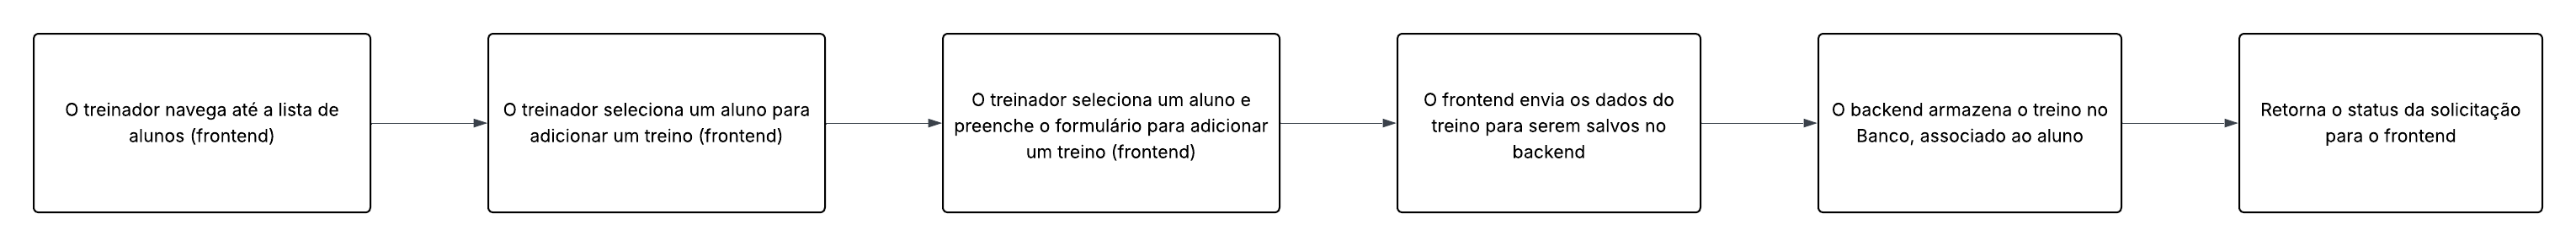 O treinador navega até a lista de
alunos (frontend)
O treinador seleciona um aluno para
adicionar um treino (frontend)
O treinador seleciona um aluno e
preenche o formulário para adicionar
um treino (frontend)
O frontend envia os dados do
treino para serem salvos no
backend
O backend armazena o treino no
Banco, associado ao aluno
Retorna o status da solicitação
para o frontend